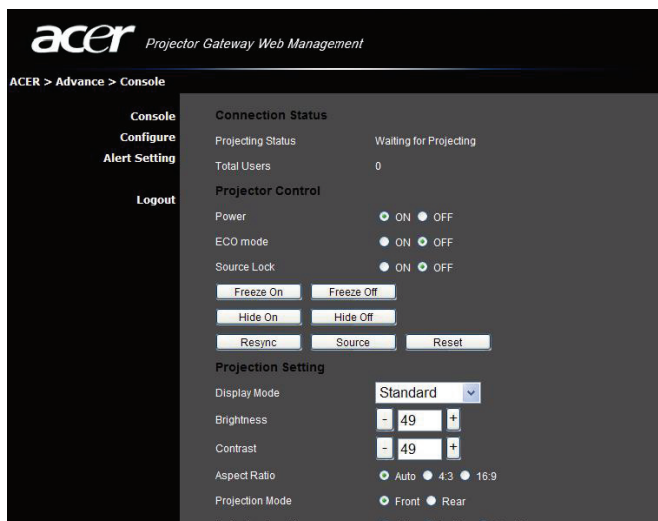 acer Projector Gateway Web Management
ACER > Advance > Console
Console
Configure
Alert Setting
Logout
Connection Status
Projecting Status Waiting for Projecting
Total Users 0
Projector Control
Power ON OFF
ECO mode ON OFF
Source Lock ON OFF
Freeze On Freeze Off
Hide On Hide Off
Resync Source Reset
Projection Setting
Display Mode Standard
Brightness - 49 +
Contrast - 49 +
Aspect Ratio Auto 4:3 16:9
Projection Mode Front Rear